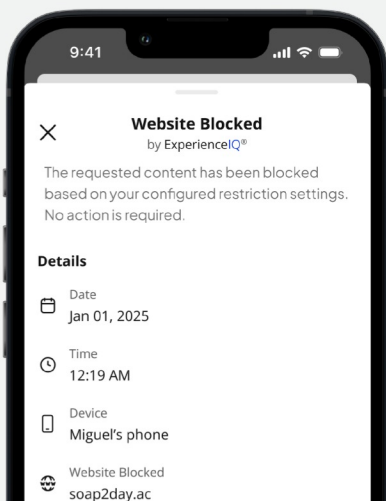 9:41
Website Blocked
by ExperienceIQ®
The requested content has been blocked
based on your configured restriction settings.
No action is required.
Details
Date
Jan 01, 2025
Time
12:19 AM
Device
Miguel's phone
Website Blocked
soap2day.ac